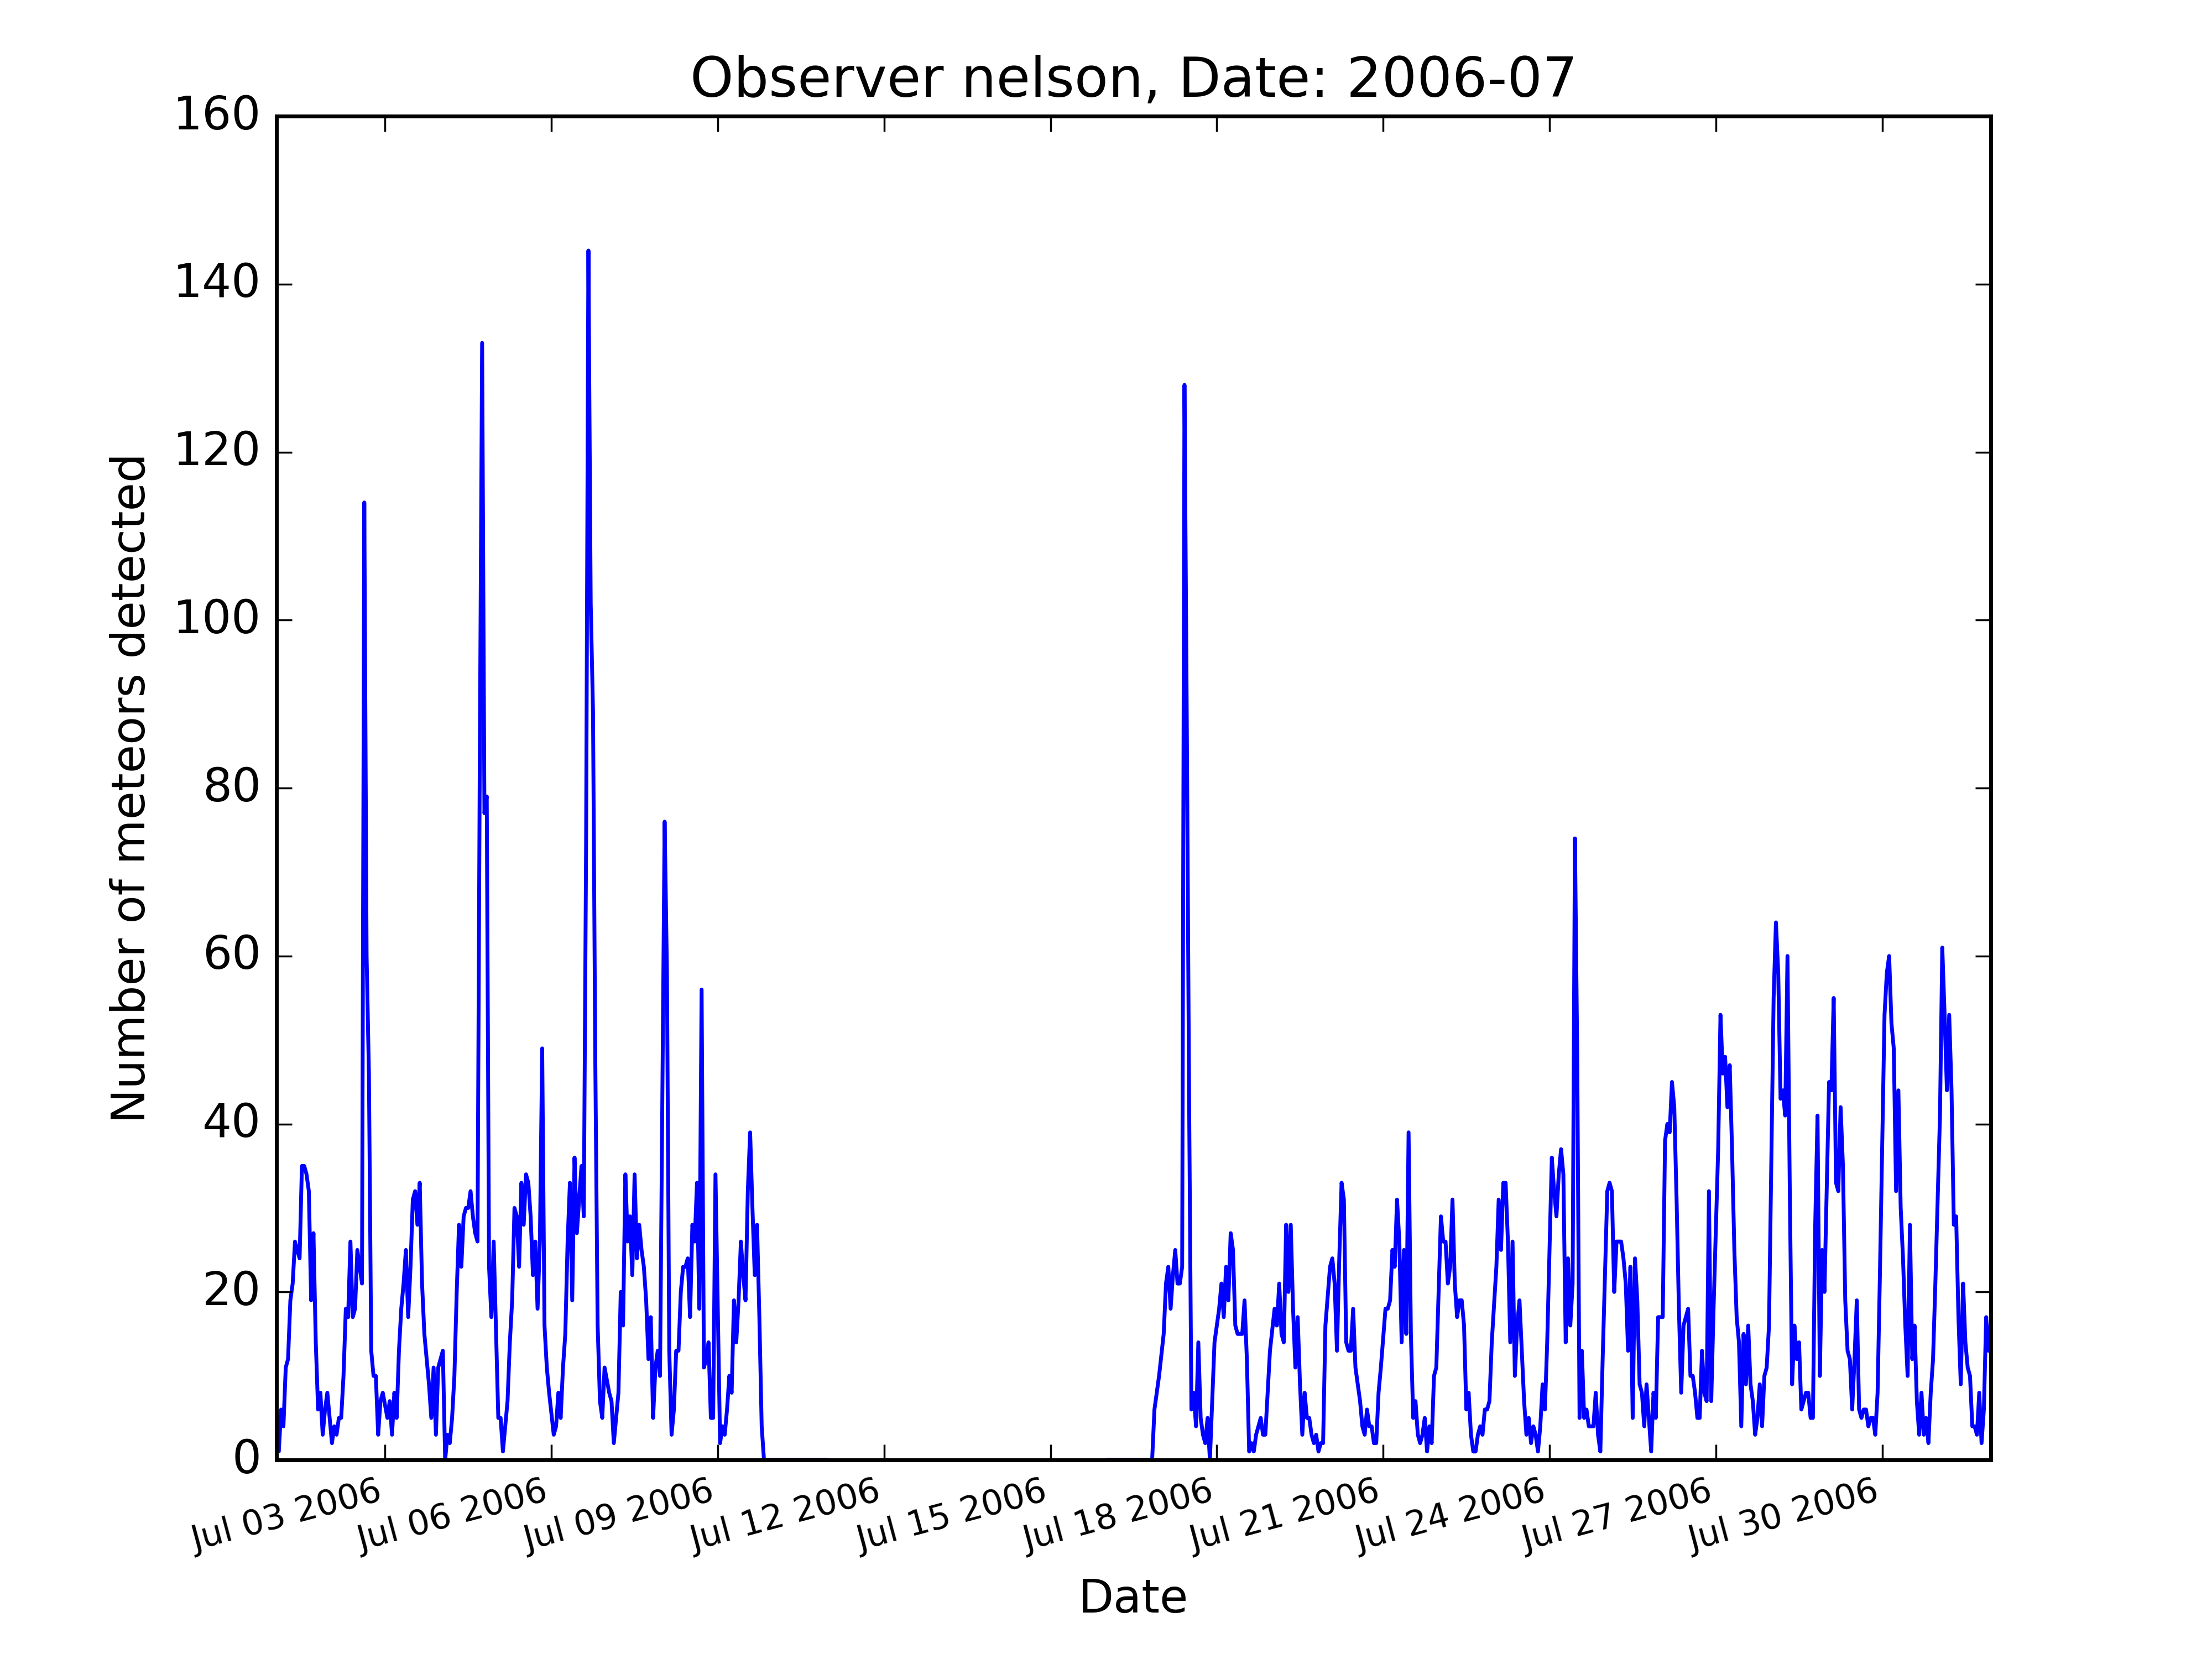 Observer nelson, Date: 2006-07
160
140
120
100
80
60
40
20
0
Number of meteors detected
Jul 03 2006
Jul 06 2006
Jul 09 2006
Jul 12 2006
Jul 15 2006
Jul 18 2006
Jul 21 2006
Jul 24 2006
Jul 27 2006
Jul 30 2006
Date